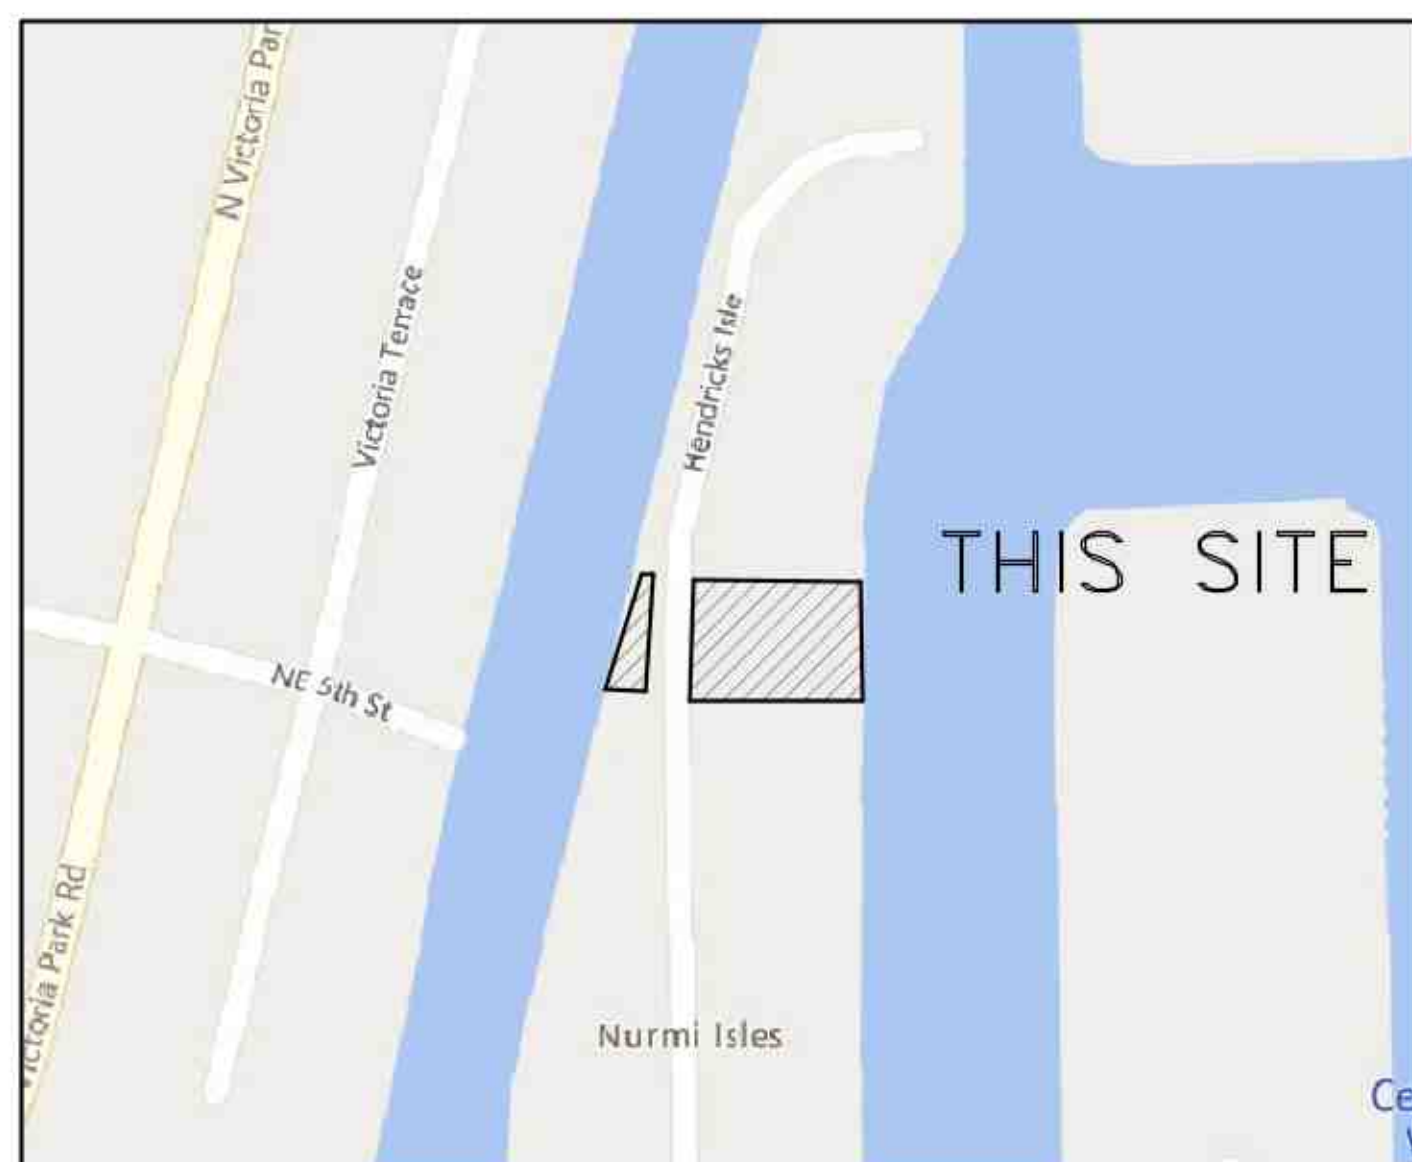 N Victoria Par
Victoria Terrace
Hendricks Isle
THIS SITE
NE 5th St
Victoria Park Rd
Nurmi Isles
Ce